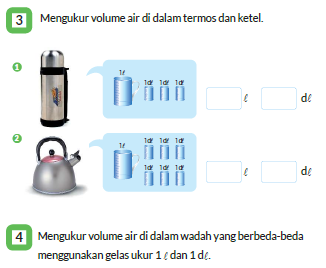 3 Mengukur volume air di dalam termos dan ketel.
1
1ℓ 1dℓ 1dℓ 1dℓ
ℓ dℓ
2
1ℓ 1dℓ 1dℓ 1dℓ
1dℓ 1dℓ 1dℓ
ℓ dℓ
4 Mengukur volume air di dalam wadah yang berbeda-beda
menggunakan gelas ukur 1 ℓ dan 1 dℓ.